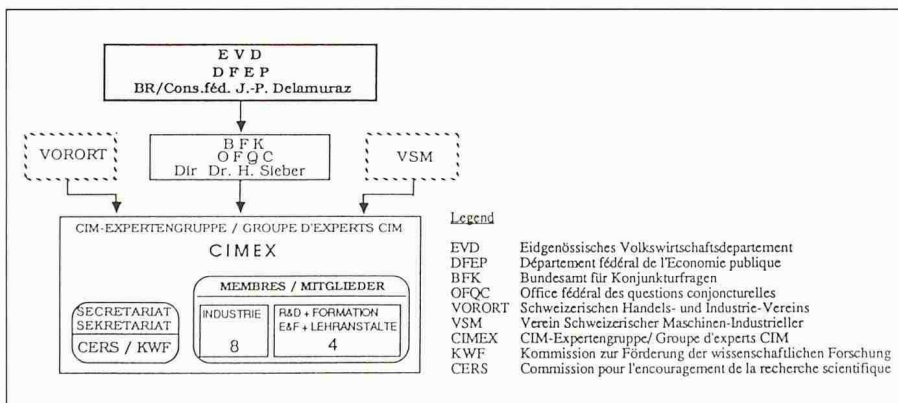 E V D
D F E P
BR/Cons.féd. J.-P. Delamuraz
VORORT
B F K
O F Q C
Dir Dr. H. Sieber
VSM
CIM-EXPERTENGRUPPE / GROUPE D'EXPERTS CIM
CIMEX
SECRETARIAT
SEKRETARIAT
CERS / KWF
MEMBRES / MITGLIEDER
INDUSTRIE
8
R&D + FORMATION
E&F + LEHRANSTALTE
4
Legend
EVD Eidgenössisches Volkswirtschaftsdepartement
DFEP Département fédéral de l'Economie publique
BFK Bundesamt für Konjunkturfragen
OFQC Office fédéral des questions conjoncturelles
VORORT Schweizerischen Handels- und Industrie-Vereins
VSM Verein Schweizerischer Maschinen-Industrieller
CIMEX CIM-Expertengruppe/ Groupe d'experts CIM
KWF Kommission zur Förderung der wissenschaftlichen Forschung
CERS Commission pour l'encouragement de la recherche scientifique